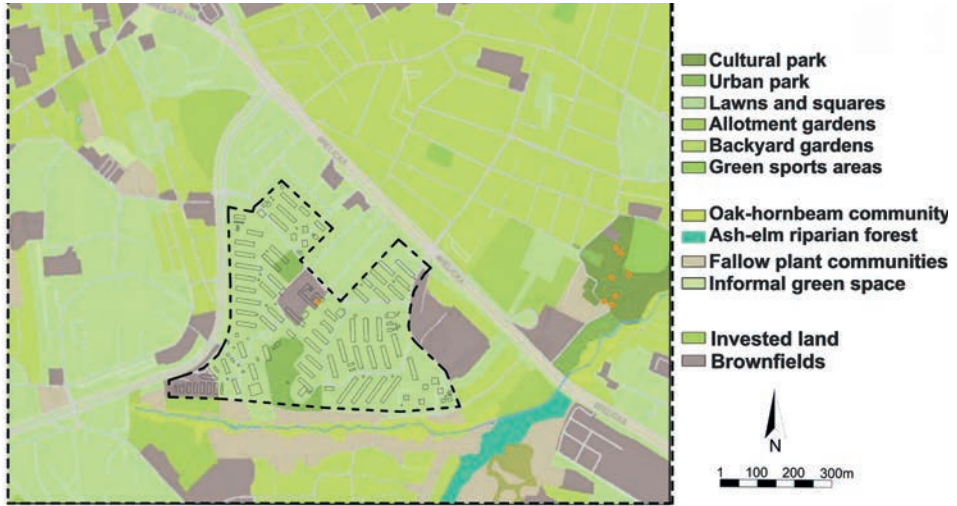 Cultural park
Urban park
Lawns and squares
Allotment gardens
Backyard gardens
Green sports areas
Oak-hornbeam community
Ash-elm riparian forest
Fallow plant communities
Informal green space
Invested land
Brownfields
N
1 100 200 300m